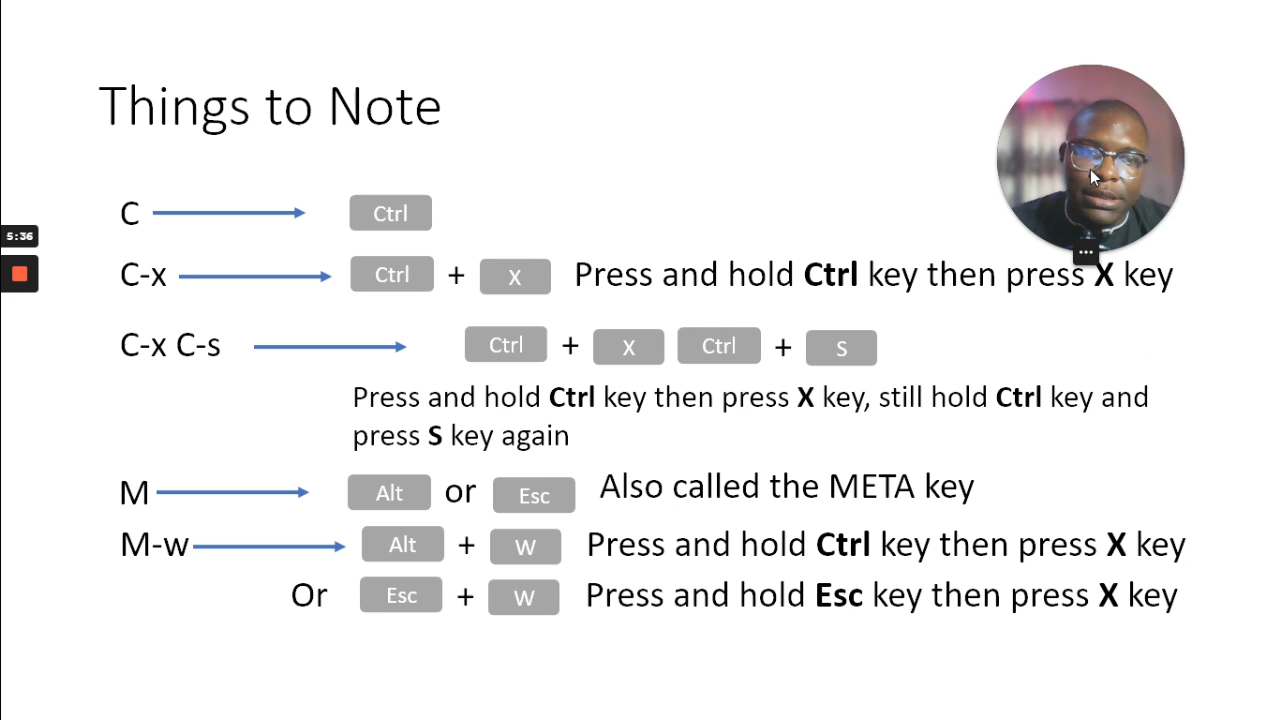 Things to Note
C Ctrl
5:36
C-x Ctrl + X Press and hold Ctrl key then press X key
C-x C-s Ctrl + X Ctrl + S
Press and hold Ctrl key then press X key, still hold Ctrl key and
press S key again
M Alt or Esc Also called the META key
M-w Alt + W Press and hold Ctrl key then press X key
Or Esc + W Press and hold Esc key then press X key